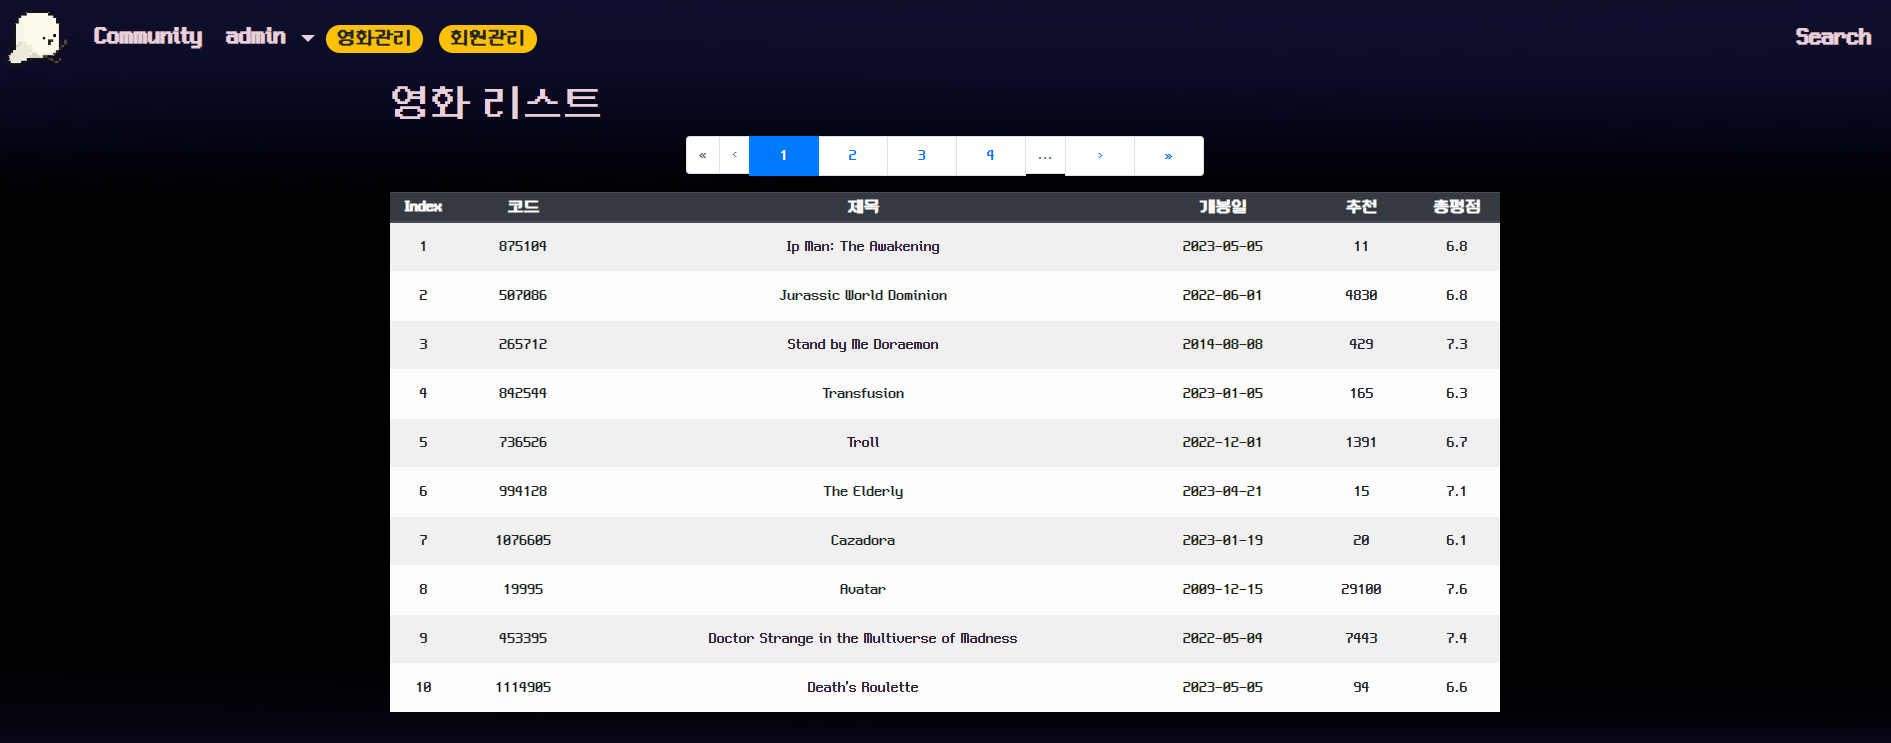 Community admin 영화관리 회원관리 Search
영화 리스트
« ‹ 1 2 3 4 … › »
Index 코드 제목 개봉일 추천 총평점
1 875104 Ip Man: The Awakening 2023-05-05 11 6.8
2 507086 Jurassic World Dominion 2022-06-01 4830 6.8
3 265712 Stand by Me Doraemon 2014-08-08 429 7.3
4 842544 Transfusion 2023-01-05 165 6.3
5 736526 Troll 2022-12-01 1391 6.7
6 994128 The Elderly 2023-04-21 15 7.1
7 1076605 Cazadora 2023-01-19 20 6.1
8 19995 Avatar 2009-12-15 29100 7.6
9 453395 Doctor Strange in the Multiverse of Madness 2022-05-04 7443 7.4
10 1114905 Death's Roulette 2023-05-05 94 6.6